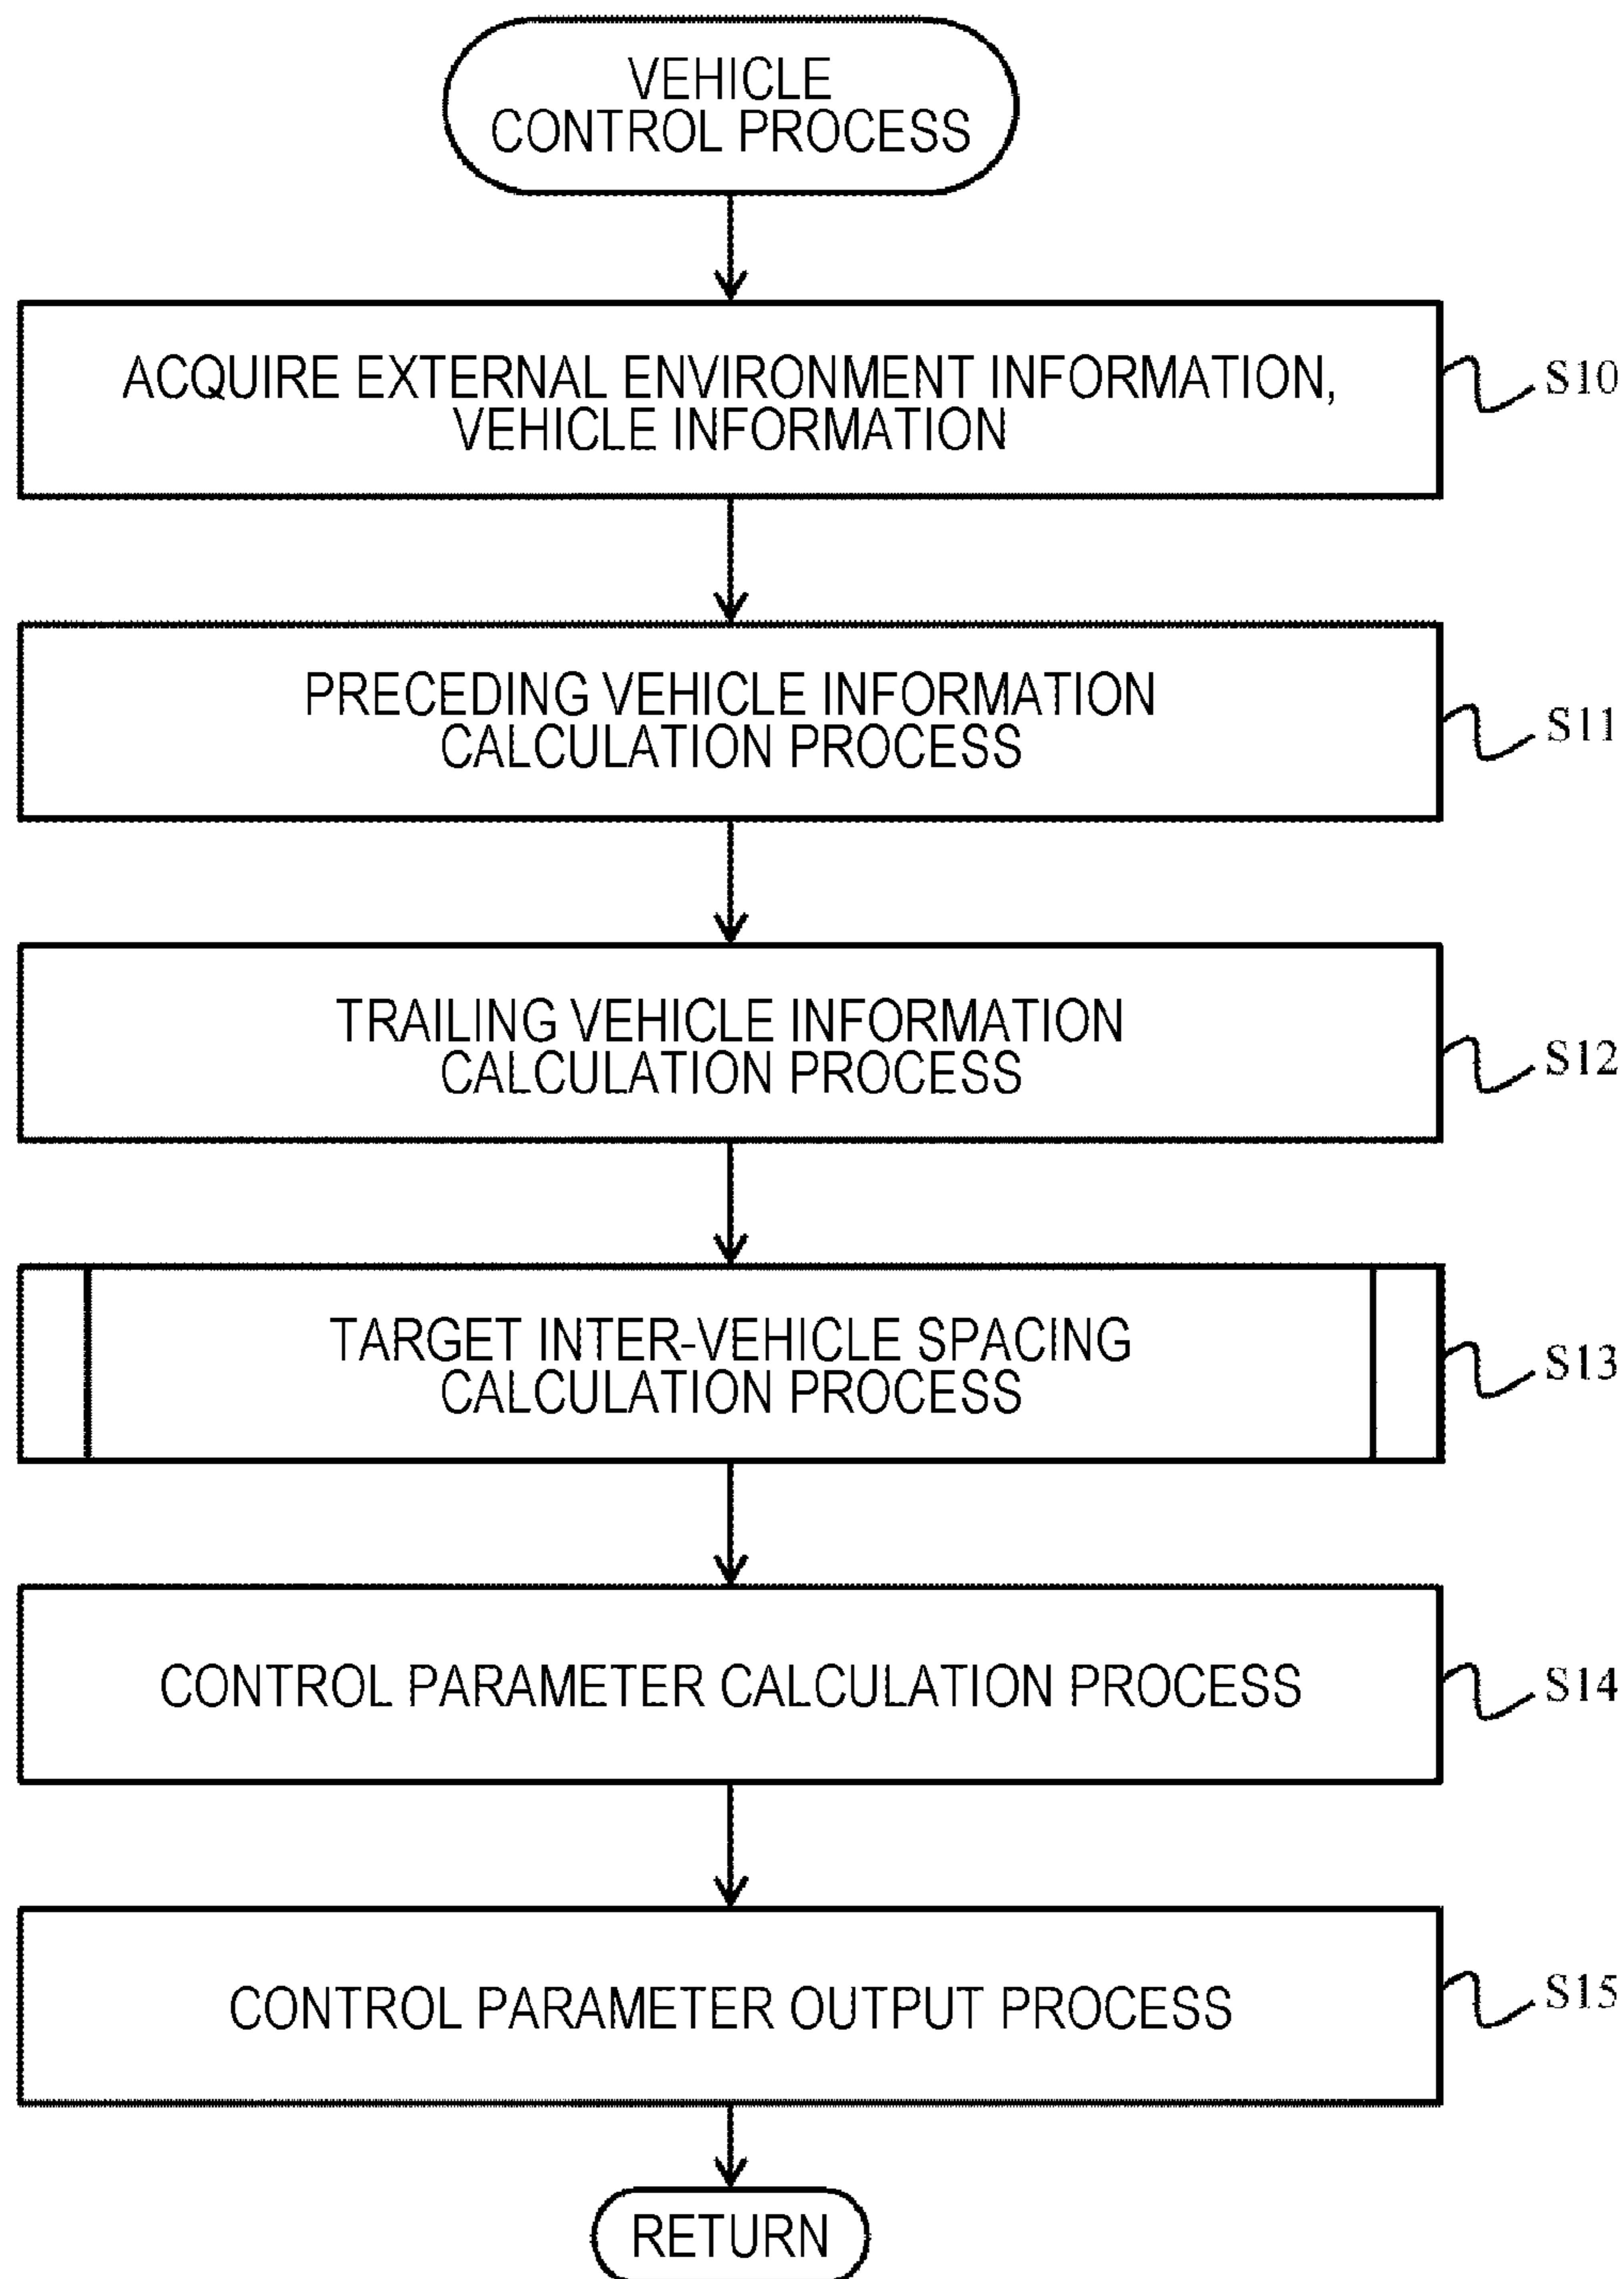 VEHICLE
CONTROL PROCESS
ACQUIRE EXTERNAL ENVIRONMENT INFORMATION,
VEHICLE INFORMATION
S10
PRECEDING VEHICLE INFORMATION
CALCULATION PROCESS
S11
TRAILING VEHICLE INFORMATION
CALCULATION PROCESS
S12
TARGET INTER-VEHICLE SPACING
CALCULATION PROCESS
S13
CONTROL PARAMETER CALCULATION PROCESS
S14
CONTROL PARAMETER OUTPUT PROCESS
S15
RETURN